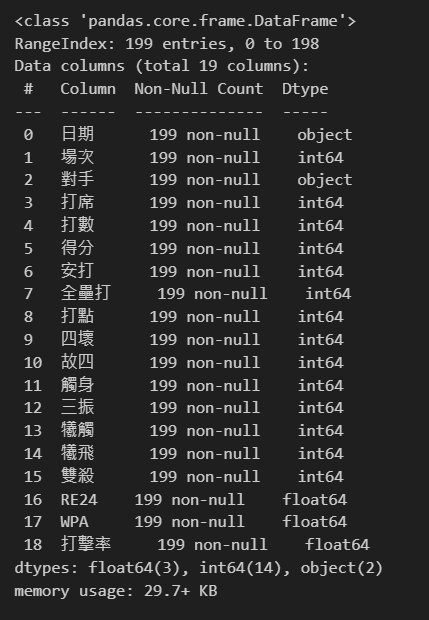 <class 'pandas.core.frame.DataFrame'>
RangeIndex: 199 entries, 0 to 198
Data columns (total 19 columns):
 #   Column  Non-Null Count  Dtype
---  ------  --------------  -----
 0   日期      199 non-null    object
 1   場次      199 non-null    int64
 2   對手      199 non-null    object
 3   打席      199 non-null    int64
 4   打數      199 non-null    int64
 5   得分      199 non-null    int64
 6   安打      199 non-null    int64
 7   全壘打     199 non-null    int64
 8   打點      199 non-null    int64
 9   四壞      199 non-null    int64
 10  故四      199 non-null    int64
 11  觸身      199 non-null    int64
 12  三振      199 non-null    int64
 13  犧觸      199 non-null    int64
 14  犧飛      199 non-null    int64
 15  雙殺      199 non-null    int64
 16  RE24    199 non-null    float64
 17  WPA     199 non-null    float64
 18  打擊率     199 non-null    float64
dtypes: float64(3), int64(14), object(2)
memory usage: 29.7+ KB